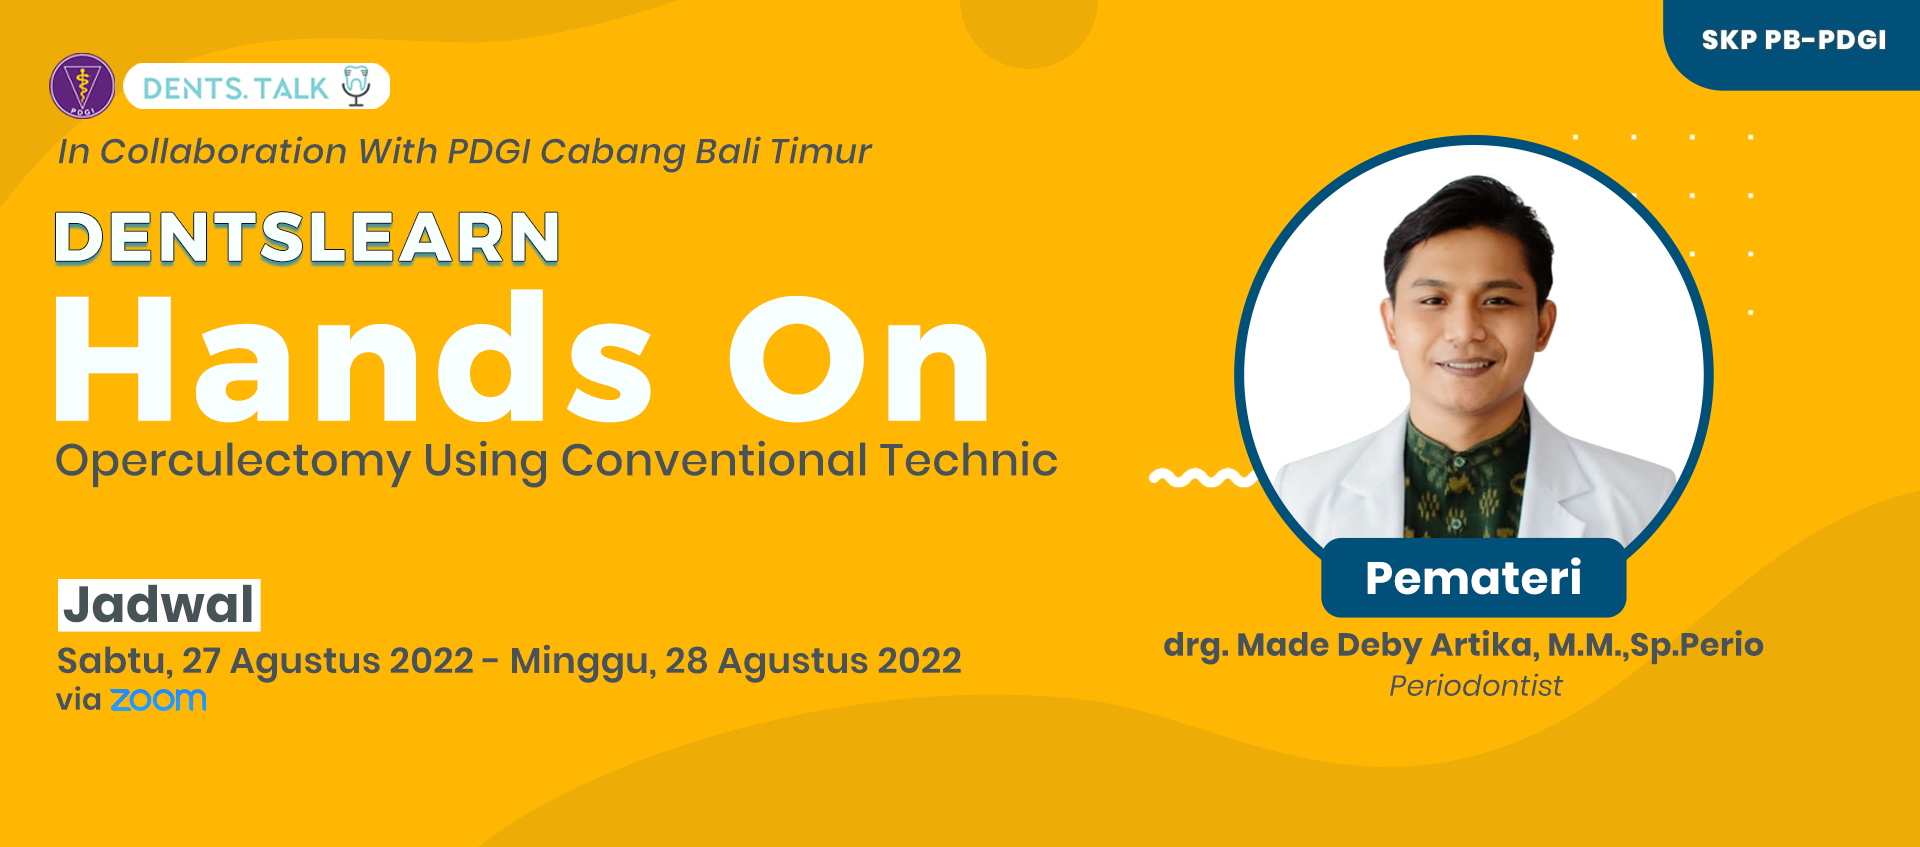 SKP PB-PDGI
PDGI
DENTS.TALK
In Collaboration With PDGI Cabang Bali Timur
DENTSLEARN
Hands On
Operculectomy Using Conventional Technic
Jadwal
Sabtu, 27 Agustus 2022 - Minggu, 28 Agustus 2022
via zoom
Pemateri
drg. Made Deby Artika, M.M.,Sp.Perio
Periodontist